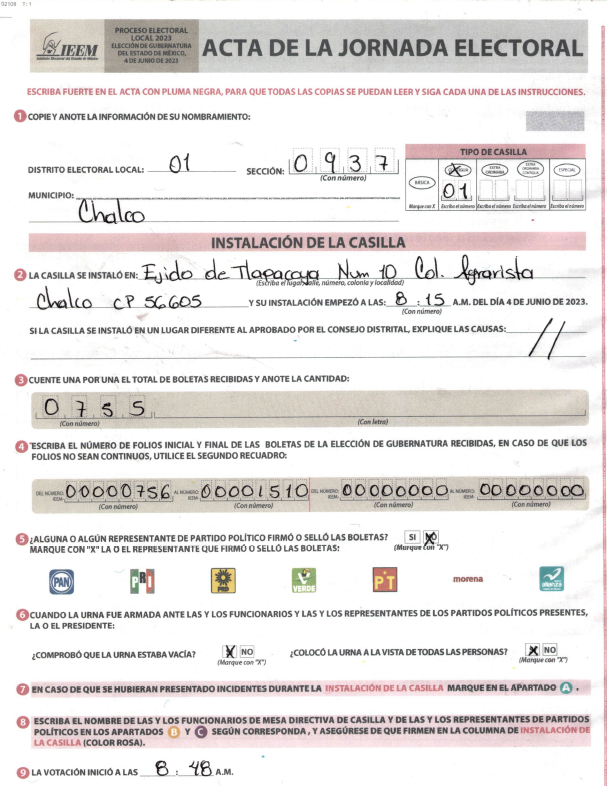 02108 T: 1
IEEM
Instituto Electoral del Estado de México
PROCESO ELECTORAL
LOCAL 2023
ELECCIÓN DE GUBERNATURA
DEL ESTADO DE MÉXICO,
4 DE JUNIO DE 2023
ACTA DE LA JORNADA ELECTORAL
ESCRIBA FUERTE EN EL ACTA CON PLUMA NEGRA, PARA QUE TODAS LAS COPIAS SE PUEDAN LEER Y SIGA CADA UNA DE LAS INSTRUCCIONES.
1 COPIE Y ANOTE LA INFORMACIÓN DE SU NOMBRAMIENTO:
DISTRITO ELECTORAL LOCAL: 01 SECCIÓN: 0 9 3 7
(Con número)
MUNICIPIO:
Chalco
TIPO DE CASILLA
BÁSICA EXTRA ORDINARIA EXTRA ORDINARIA CONTIGUA ESPECIAL
01
Marque con X Escriba el número Escriba el número Escriba el número Escriba el número
INSTALACIÓN DE LA CASILLA
2 LA CASILLA SE INSTALÓ EN: Ejido de Tlapacoya Num 10 Col. Agrarista
(Escriba el lugar, calle, número, colonia y localidad)
Chalco CP 56605 Y SU INSTALACIÓN EMPEZÓ A LAS: 8 : 15 A.M. DEL DÍA 4 DE JUNIO DE 2023.
(Con número)
SI LA CASILLA SE INSTALÓ EN UN LUGAR DIFERENTE AL APROBADO POR EL CONSEJO DISTRITAL, EXPLIQUE LAS CAUSAS:
3 CUENTE UNA POR UNA EL TOTAL DE BOLETAS RECIBIDAS Y ANOTE LA CANTIDAD:
0 7 5 5
(Con número) (Con letra)
4 ESCRIBA EL NÚMERO DE FOLIOS INICIAL Y FINAL DE LAS BOLETAS DE LA ELECCIÓN DE GUBERNATURA RECIBIDAS, EN CASO DE QUE LOS
FOLIOS NO SEAN CONTINUOS, UTILICE EL SEGUNDO RECUADRO:
DEL NÚMERO: IEEM- 00000756 AL NÚMERO: IEEM- 00001510 DEL NÚMERO: IEEM- 00000000 AL NÚMERO: IEEM- 00000000
(Con número) (Con número) (Con número) (Con número)
5 ¿ALGUNA O ALGÚN REPRESENTANTE DE PARTIDO POLÍTICO FIRMÓ O SELLÓ LAS BOLETAS? SI NO
MARQUE CON "X" LA O EL REPRESENTANTE QUE FIRMÓ O SELLÓ LAS BOLETAS: (Marque con "X")
PAN PRI PRD VERDE PT morena alianza
6 CUANDO LA URNA FUE ARMADA ANTE LAS Y LOS FUNCIONARIOS Y LAS Y LOS REPRESENTANTES DE LOS PARTIDOS POLÍTICOS PRESENTES,
LA O EL PRESIDENTE:
¿COMPROBÓ QUE LA URNA ESTABA VACÍA? X NO ¿COLOCÓ LA URNA A LA VISTA DE TODAS LAS PERSONAS? X NO
(Marque con "X") (Marque con "X")
7 EN CASO DE QUE SE HUBIERAN PRESENTADO INCIDENTES DURANTE LA INSTALACIÓN DE LA CASILLA MARQUE EN EL APARTADO A .
8 ESCRIBA EL NOMBRE DE LAS Y LOS FUNCIONARIOS DE MESA DIRECTIVA DE CASILLA Y DE LAS Y LOS REPRESENTANTES DE PARTIDOS
POLÍTICOS EN LOS APARTADOS B Y C SEGÚN CORRESPONDA, Y ASEGÚRESE DE QUE FIRMEN EN LA COLUMNA DE INSTALACIÓN DE
LA CASILLA (COLOR ROSA).
9 LA VOTACIÓN INICIÓ A LAS 8 : 48 A.M.